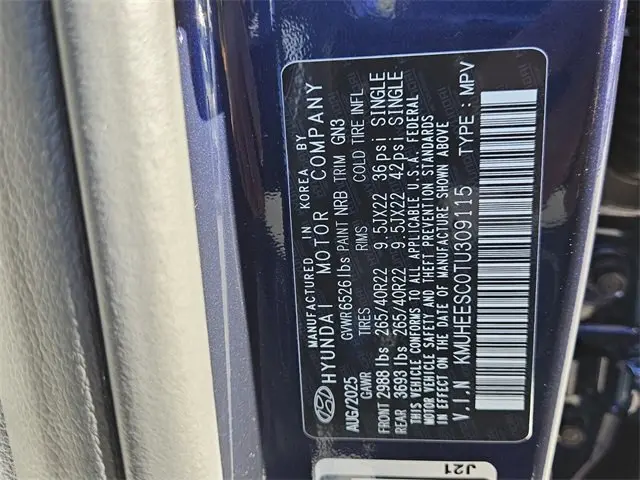 MANUFACTURED IN KOREA BY
HYUNDAI MOTOR COMPANY
AUG/2025 GVWR 6526 lbs PAINT NRB TRIM GN3
GAWR TIRES RIMS COLD TIRE INFL
FRONT 2988 lbs 265/40R22 9.5JX22 36psi SINGLE
REAR 3693 lbs 265/40R22 9.5JX22 42psi SINGLE
THIS VEHICLE CONFORMS TO ALL APPLICABLE U.S.A. FEDERAL
MOTOR VEHICLE SAFETY AND THEFT PREVENTION STANDARDS
IN EFFECT ON THE DATE OF MANUFACTURE SHOWN ABOVE
V.I.N KMUHEESC0TU309115 TYPE : MPV
J21